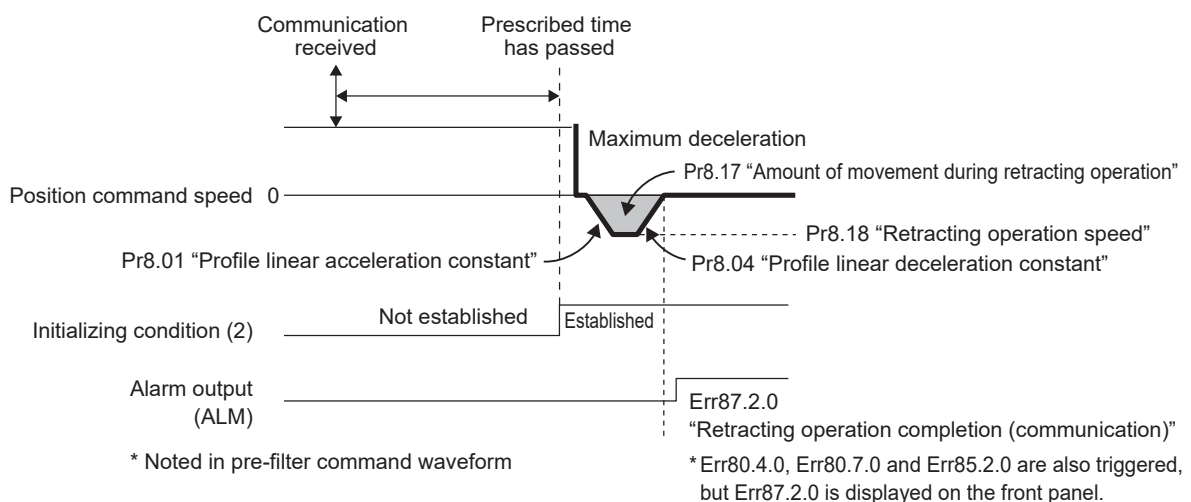 Communication
received
Prescribed time
has passed
Maximum deceleration
Pr8.17 “Amount of movement during retracting operation”
Position command speed 0
Pr8.18 “Retracting operation speed”
Pr8.01 “Profile linear acceleration constant”
Pr8.04 “Profile linear deceleration constant”
Initializing condition (2)
Not established
Established
Alarm output
(ALM)
Err87.2.0
“Retracting operation completion (communication)”
* Noted in pre-filter command waveform
* Err80.4.0, Err80.7.0 and Err85.2.0 are also triggered,
but Err87.2.0 is displayed on the front panel.